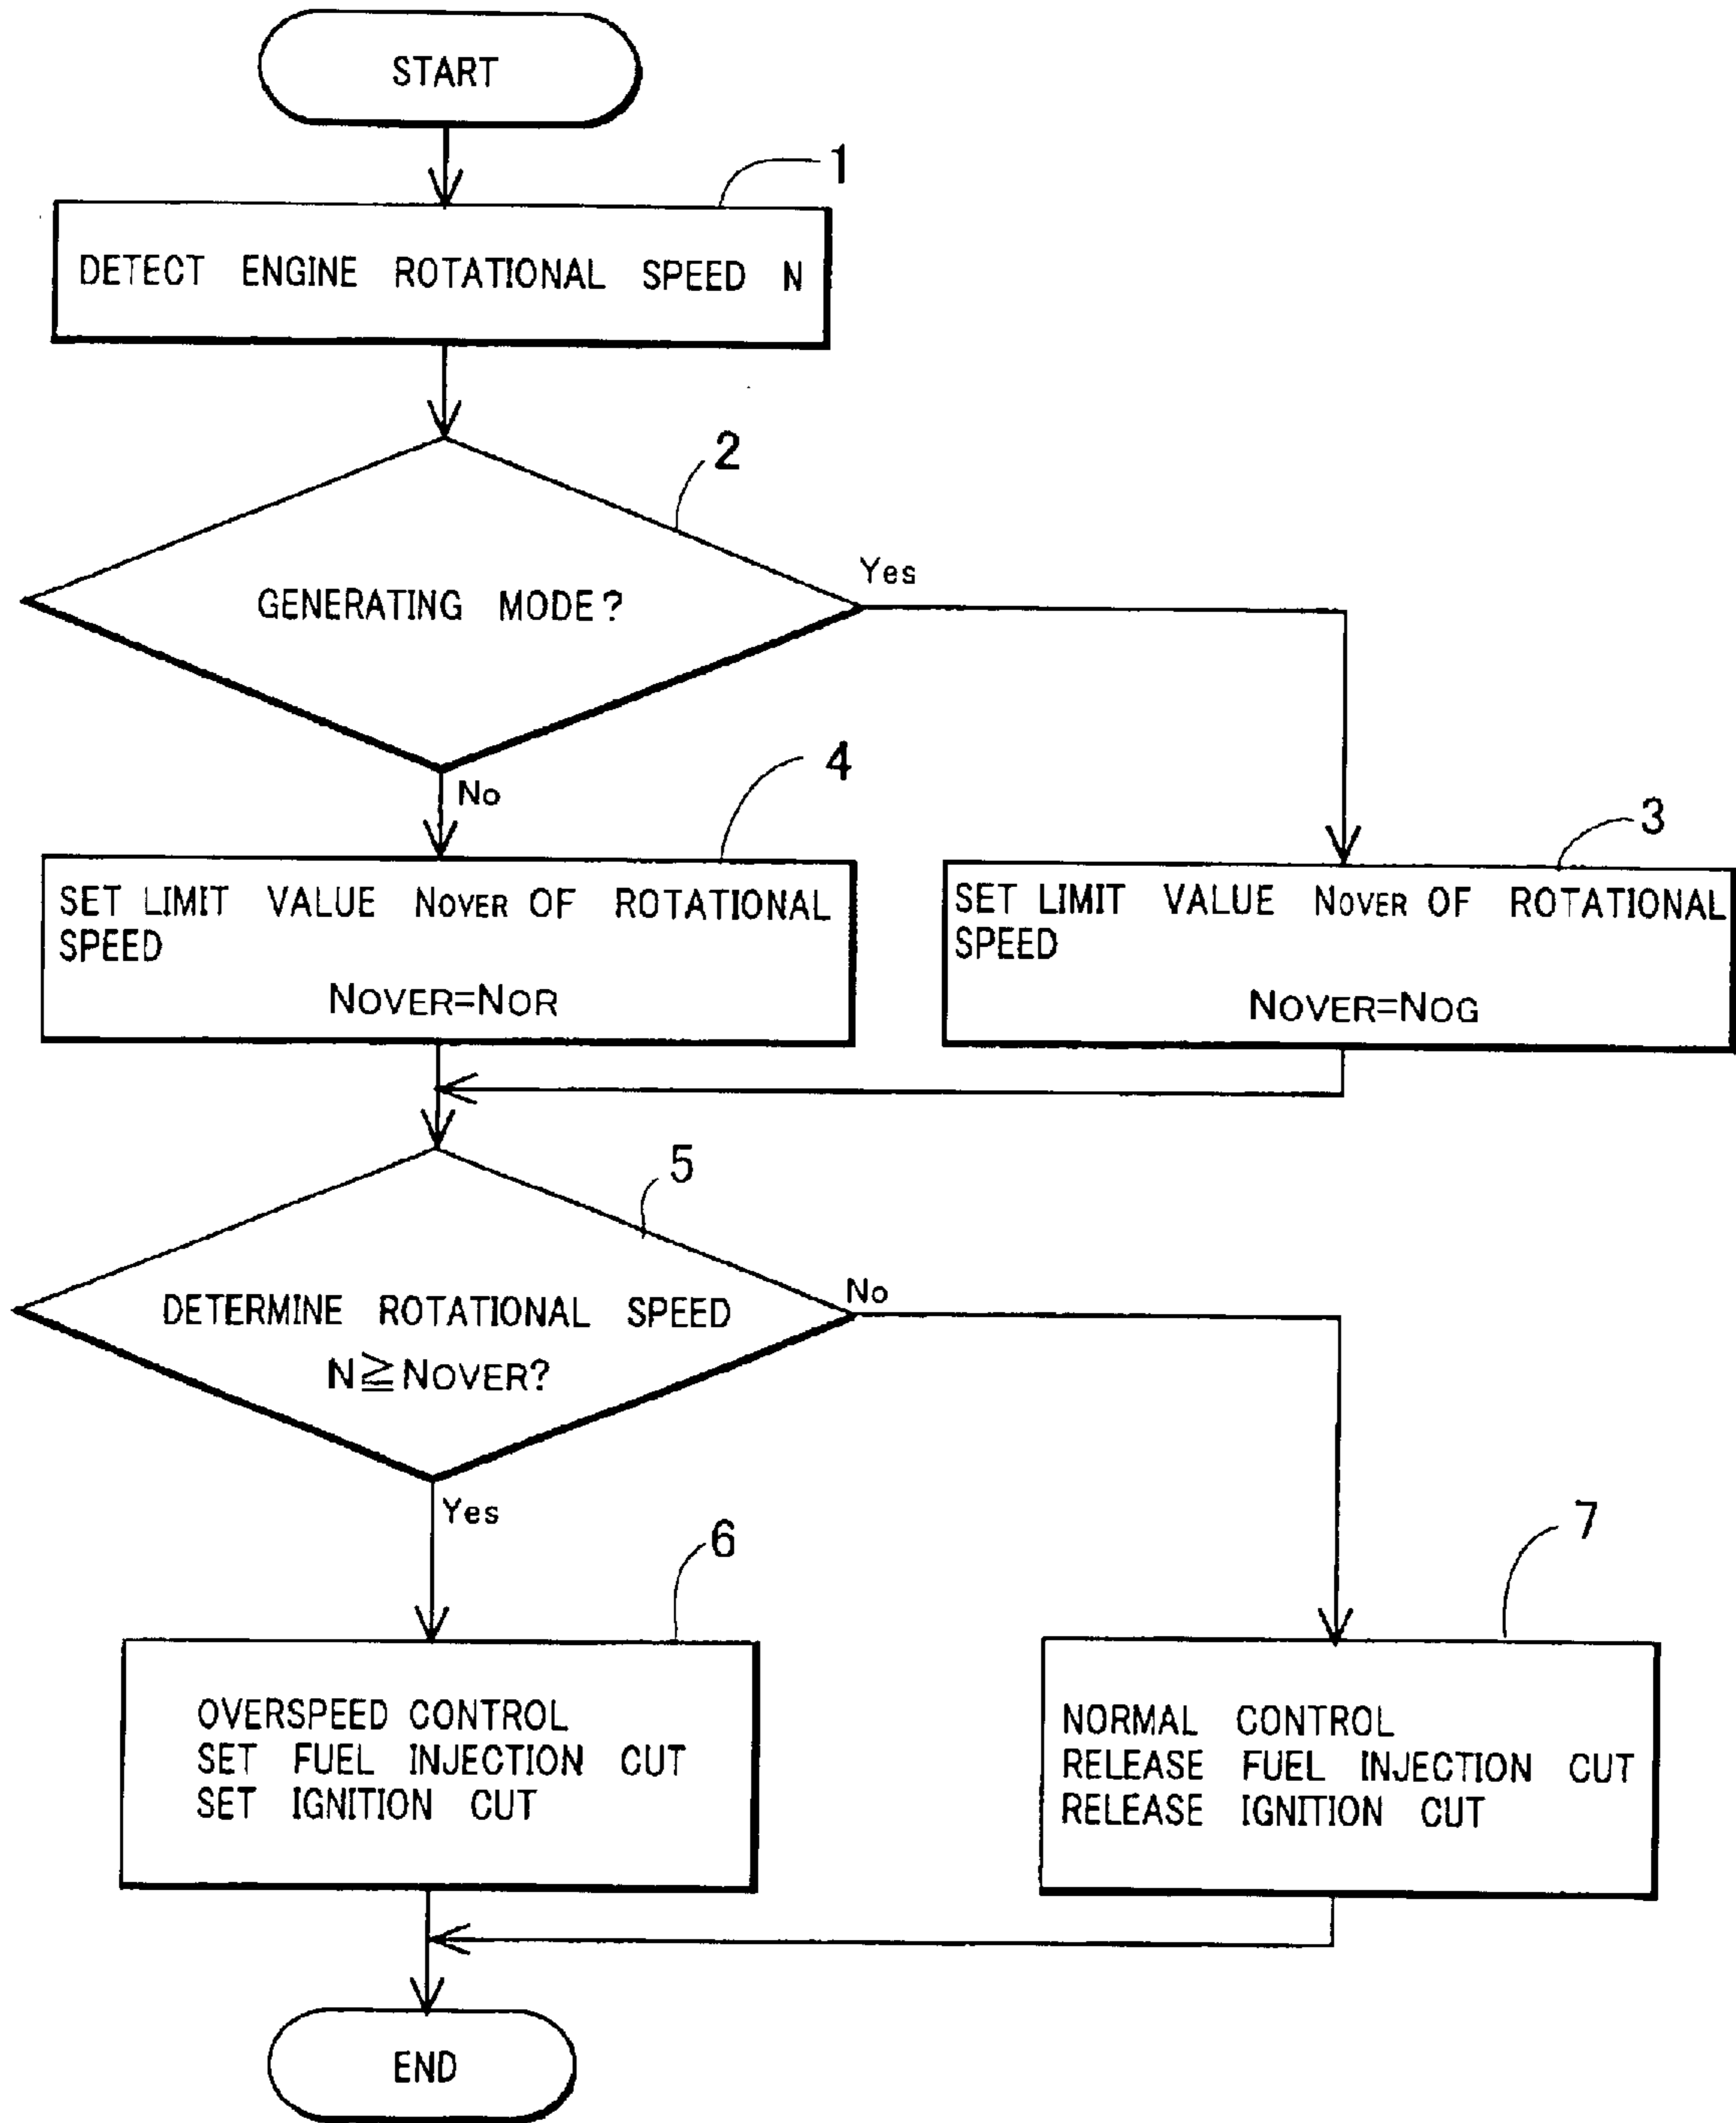 START
1
DETECT ENGINE ROTATIONAL SPEED N
2
GENERATING MODE?
Yes
No
4
SET LIMIT VALUE NOVER OF ROTATIONAL
SPEED
NOVER=NOR
3
SET LIMIT VALUE NOVER OF ROTATIONAL
SPEED
NOVER=NOG
5
DETERMINE ROTATIONAL SPEED
N≧NOVER?
No
Yes
6
OVERSPEED CONTROL
SET FUEL INJECTION CUT
SET IGNITION CUT
7
NORMAL CONTROL
RELEASE FUEL INJECTION CUT
RELEASE IGNITION CUT
END